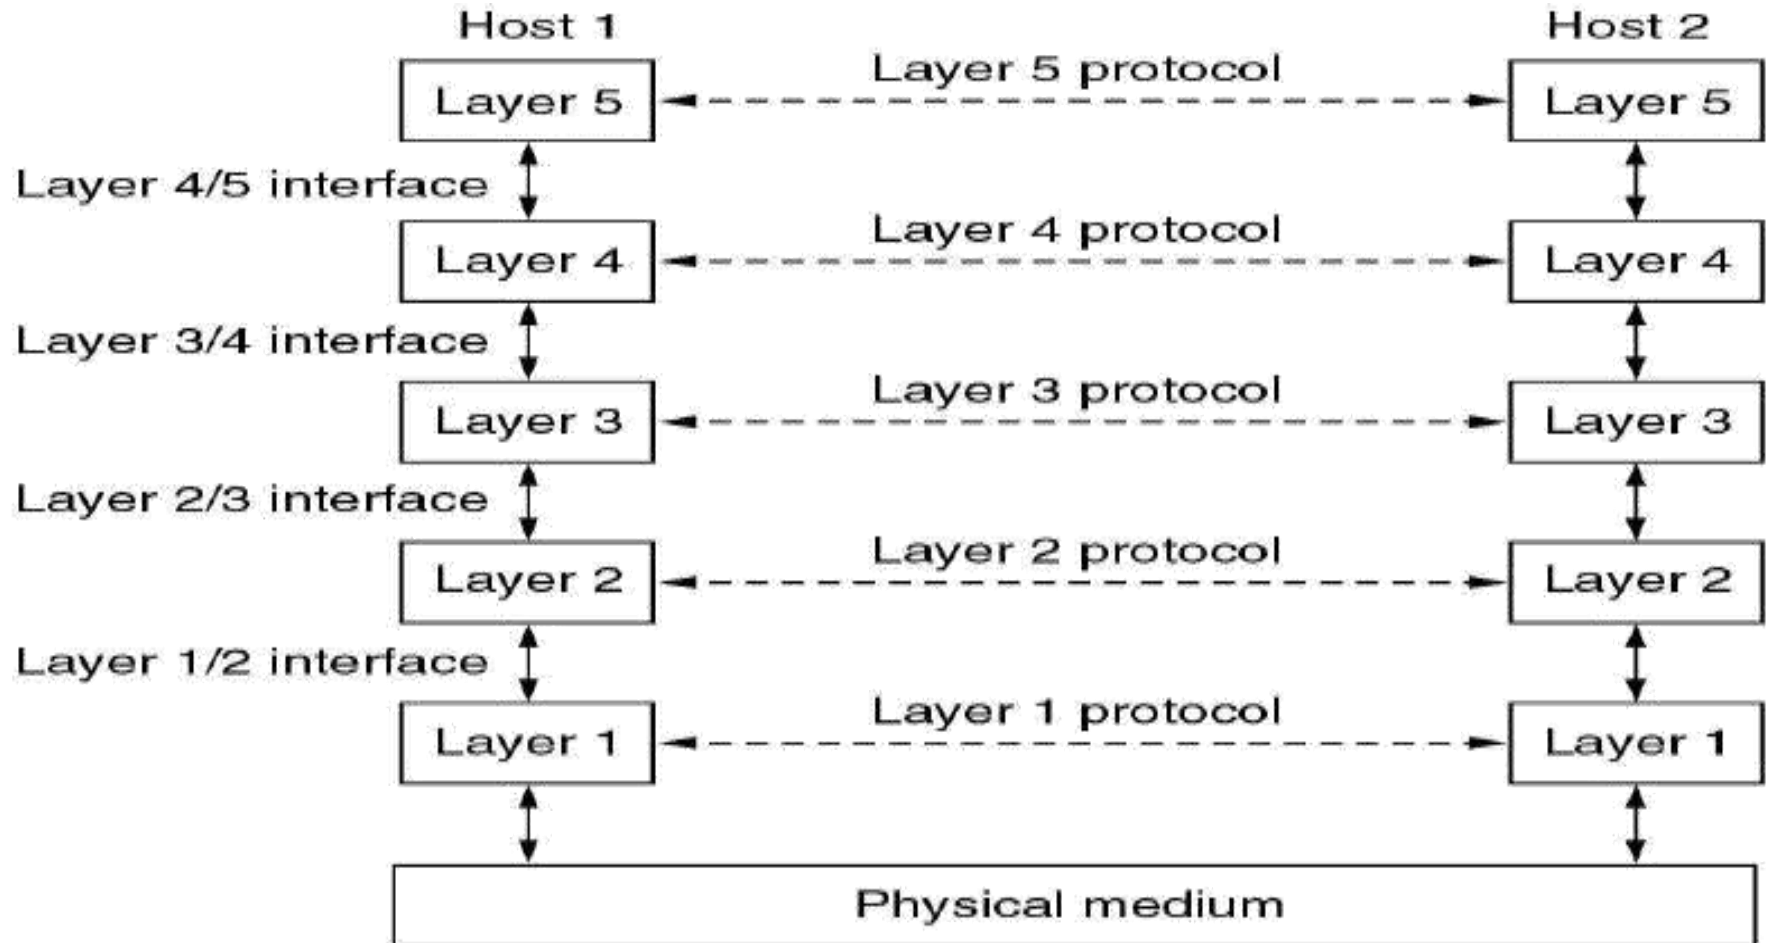 Host 1
Host 2
Layer 5 protocol
Layer 5
Layer 5
Layer 4/5 interface
Layer 4 protocol
Layer 4
Layer 4
Layer 3/4 interface
Layer 3 protocol
Layer 3
Layer 3
Layer 2/3 interface
Layer 2 protocol
Layer 2
Layer 2
Layer 1/2 interface
Layer 1 protocol
Layer 1
Layer 1
Physical medium